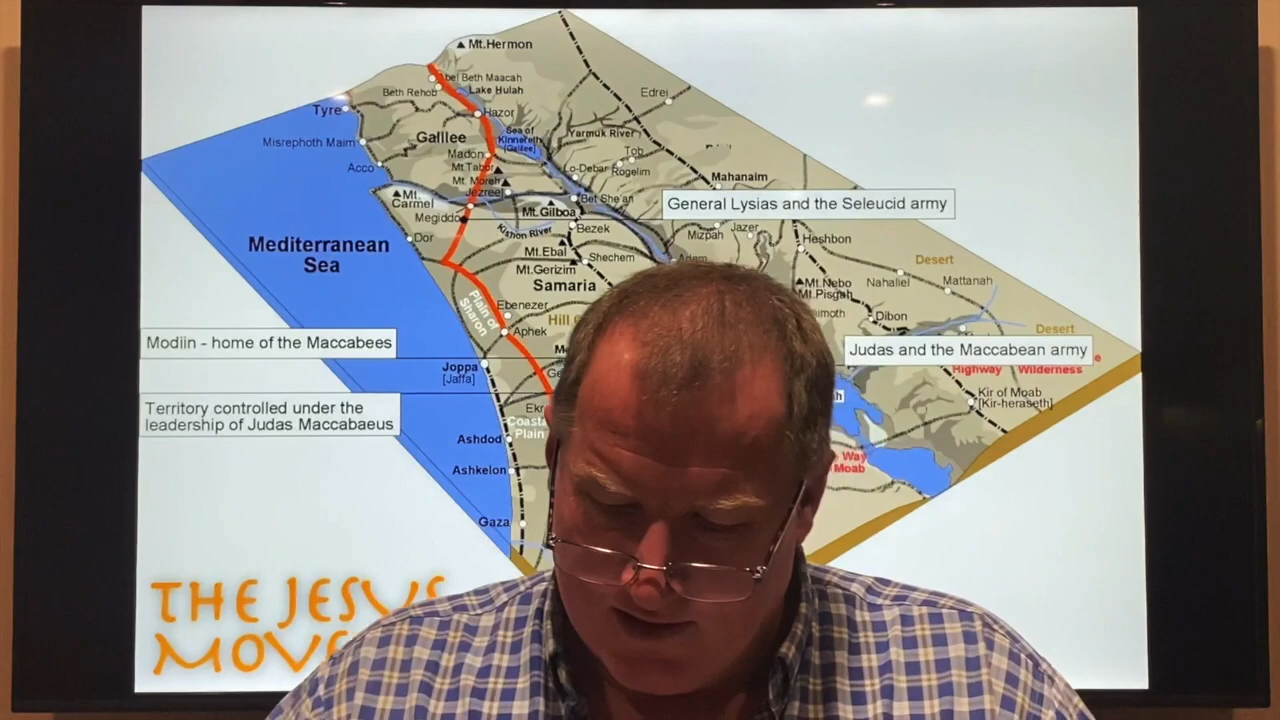 Mt.Hermon
Abel Beth Maacah
Beth Rehob
Lake Hulah
Edrei
Tyre
Hazor
Sea of
Kinnereth
[Galilee]
Galilee
Yarmuk River
Misrephoth Maim
Madon
Tob
Acco
Mt.Tabor
Lo-Debar
Rogelim
Mt. Moreh
Mahanaim
Jezreel
Mt.
Carmel
Bet She'an
General Lysias and the Seleucid army
Megiddo
Mt.Gilboa
Kishon River
Bezek
Mizpah
Jazer
Dor
Heshbon
Mediterranean
Sea
Mt.Ebal
Shechem
Adam
Desert
Mt.Gerizim
Samaria
Mt.Nebo
Mt.Pisgah
Nahaliel
Mattanah
Plain of
Sharon
Ebenezer
Hill
Dibon
Aphek
Desert
Modiin - home of the Maccabees
Judas and the Maccabean army
Joppa
[Jaffa]
Highway
Wilderness
Kir of Moab
[Kir-heraseth]
Territory controlled under the
leadership of Judas Maccabaeus
Coastal
Plain
Ashdod
Way
Moab
Ashkelon
Gaza
THE JESUS
MOVE